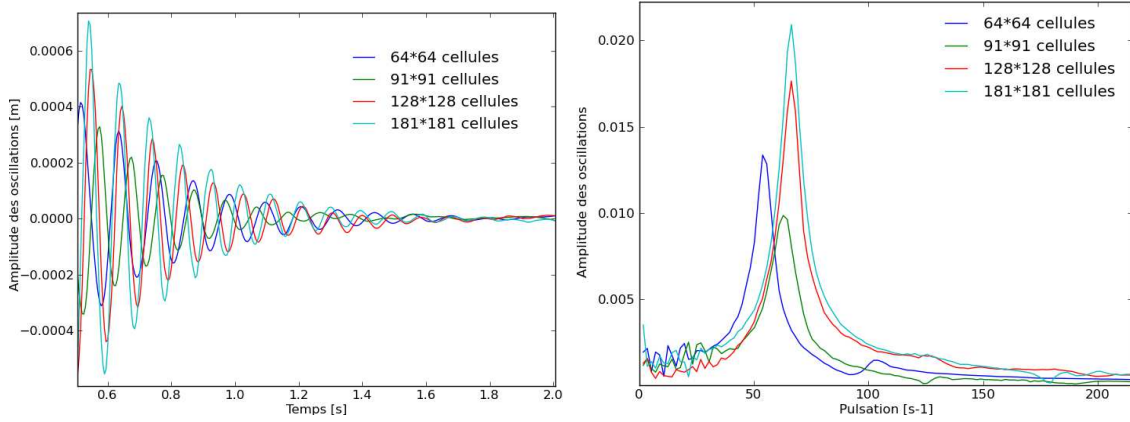 0.0006
0.0004
0.0002
0.0000
−0.0002
−0.0004
Amplitude des oscillations [m]
64*64 cellules
91*91 cellules
128*128 cellules
181*181 cellules
0.6
0.8
1.0
1.2
1.4
1.6
1.8
2.0
Temps [s]
0.020
0.015
0.010
0.005
Amplitude des oscillations
64*64 cellules
91*91 cellules
128*128 cellules
181*181 cellules
0
50
100
150
200
Pulsation [s-1]